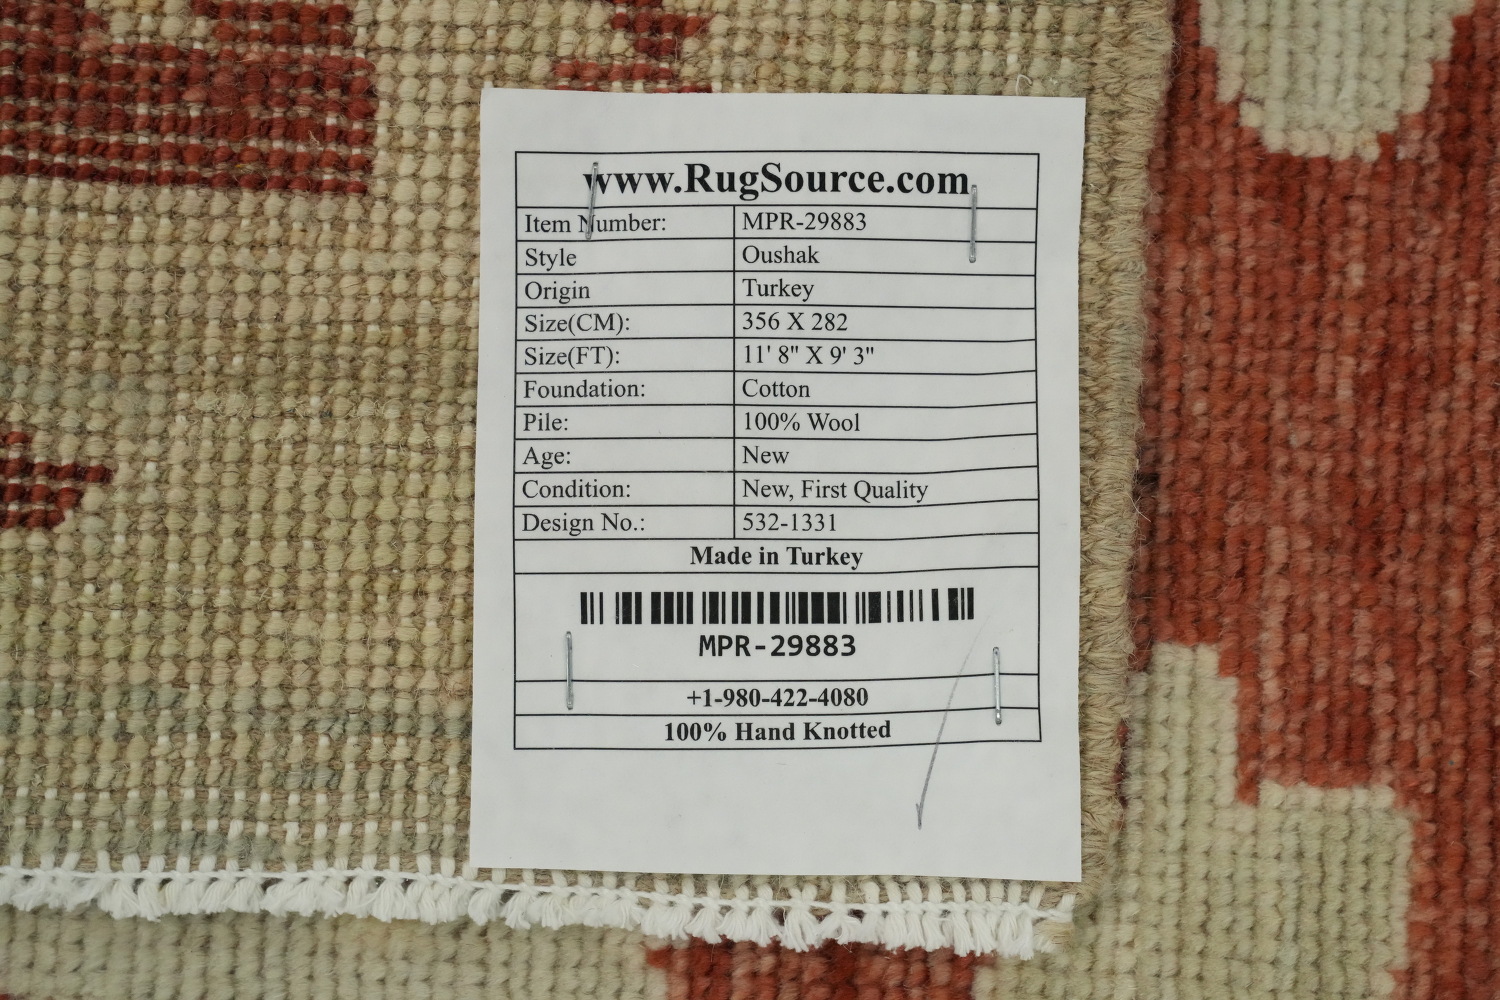 www.RugSource.com
Item Number: MPR-29883
Style Oushak
Origin Turkey
Size(CM): 356 X 282
Size(FT): 11' 8" X 9' 3"
Foundation: Cotton
Pile: 100% Wool
Age: New
Condition: New, First Quality
Design No.: 532-1331
Made in Turkey
MPR-29883
+1-980-422-4080
100% Hand Knotted